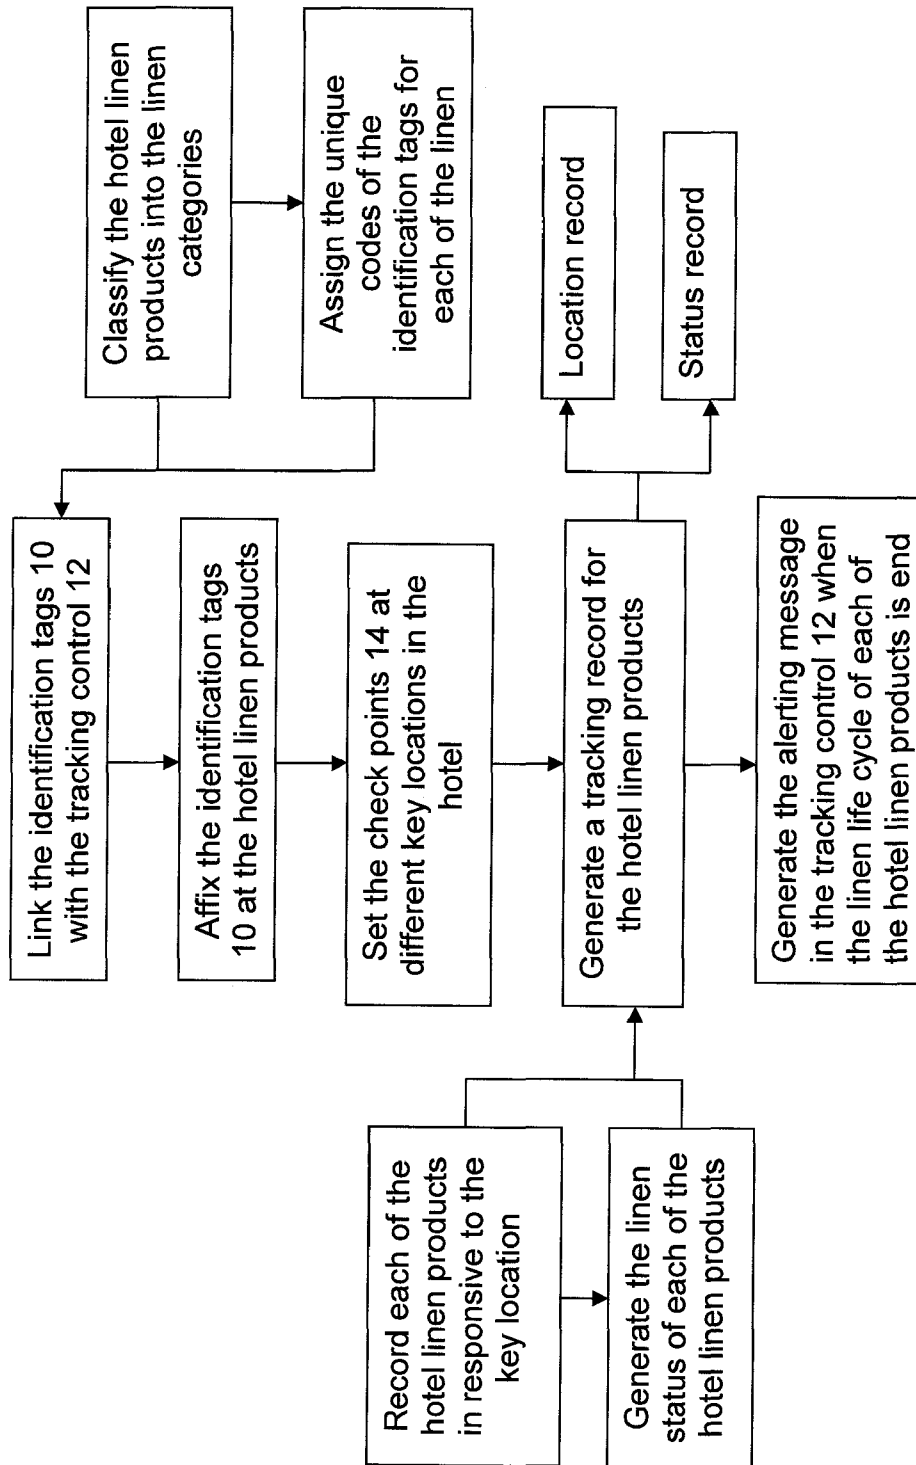 Classify the hotel linen
products into the linen
categories
Assign the unique
codes of the
identification tags for
each of the linen
Link the identification tags 10
with the tracking control 12
Affix the identification tags
10 at the hotel linen products
Set the check points 14 at
different key locations in the
hotel
Record each of the
hotel linen products
in responsive to the
key location
Generate the linen
status of each of the
hotel linen products
Generate a tracking record for
the hotel linen products
Location record
Status record
Generate the alerting message
in the tracking control 12 when
the linen life cycle of each of
the hotel linen products is end